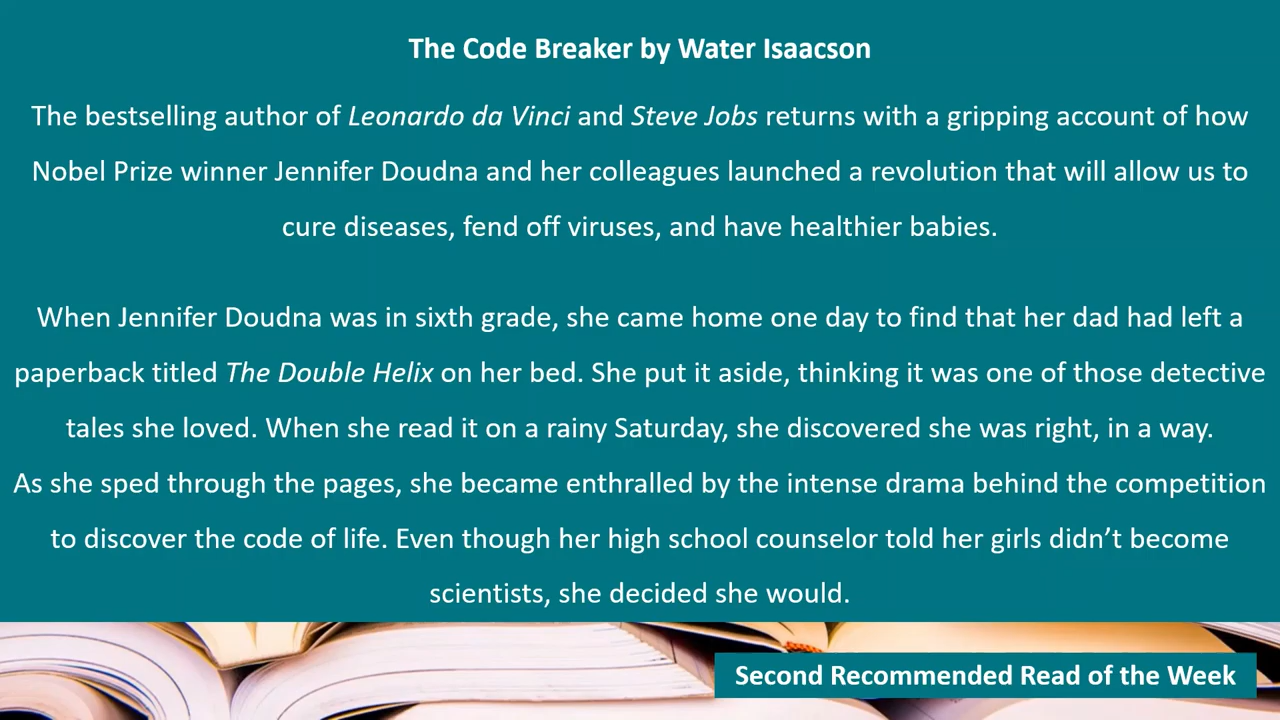 The Code Breaker by Water Isaacson
The bestselling author of Leonardo da Vinci and Steve Jobs returns with a gripping account of how
Nobel Prize winner Jennifer Doudna and her colleagues launched a revolution that will allow us to
cure diseases, fend off viruses, and have healthier babies.
When Jennifer Doudna was in sixth grade, she came home one day to find that her dad had left a
paperback titled The Double Helix on her bed. She put it aside, thinking it was one of those detective
tales she loved. When she read it on a rainy Saturday, she discovered she was right, in a way.
As she sped through the pages, she became enthralled by the intense drama behind the competition
to discover the code of life. Even though her high school counselor told her girls didn’t become
scientists, she decided she would.
Second Recommended Read of the Week